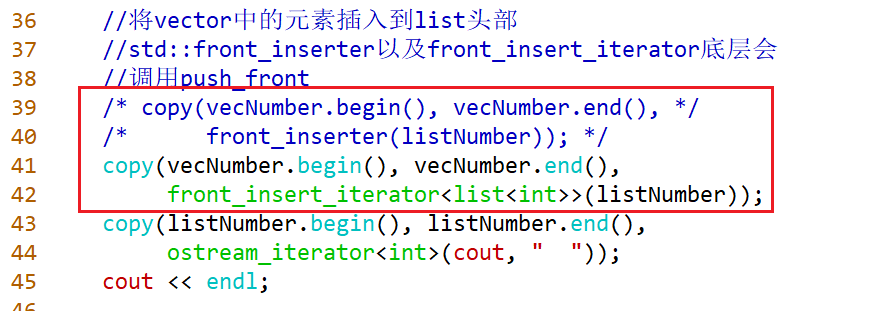 36 //将vector中的元素插入到list头部
37 //std::front_inserter以及front_insert_iterator底层会
38 //调用push_front
39 /* copy(vecNumber.begin(), vecNumber.end(), */
40 /*      front_inserter(listNumber)); */
41 copy(vecNumber.begin(), vecNumber.end(),
42      front_insert_iterator<list<int>>(listNumber));
43 copy(listNumber.begin(), listNumber.end(),
44      ostream_iterator<int>(cout, "  "));
45 cout << endl;
46